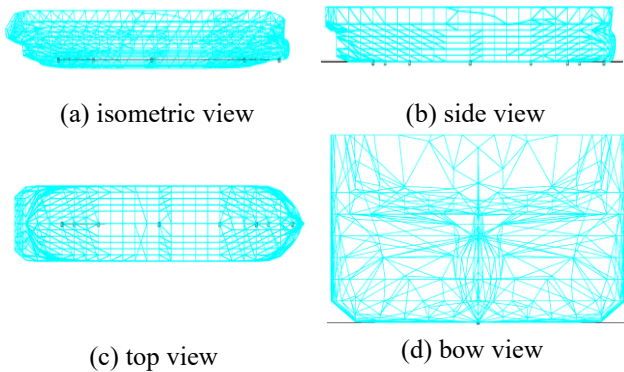 (a) isometric view
(b) side view
(c) top view
(d) bow view